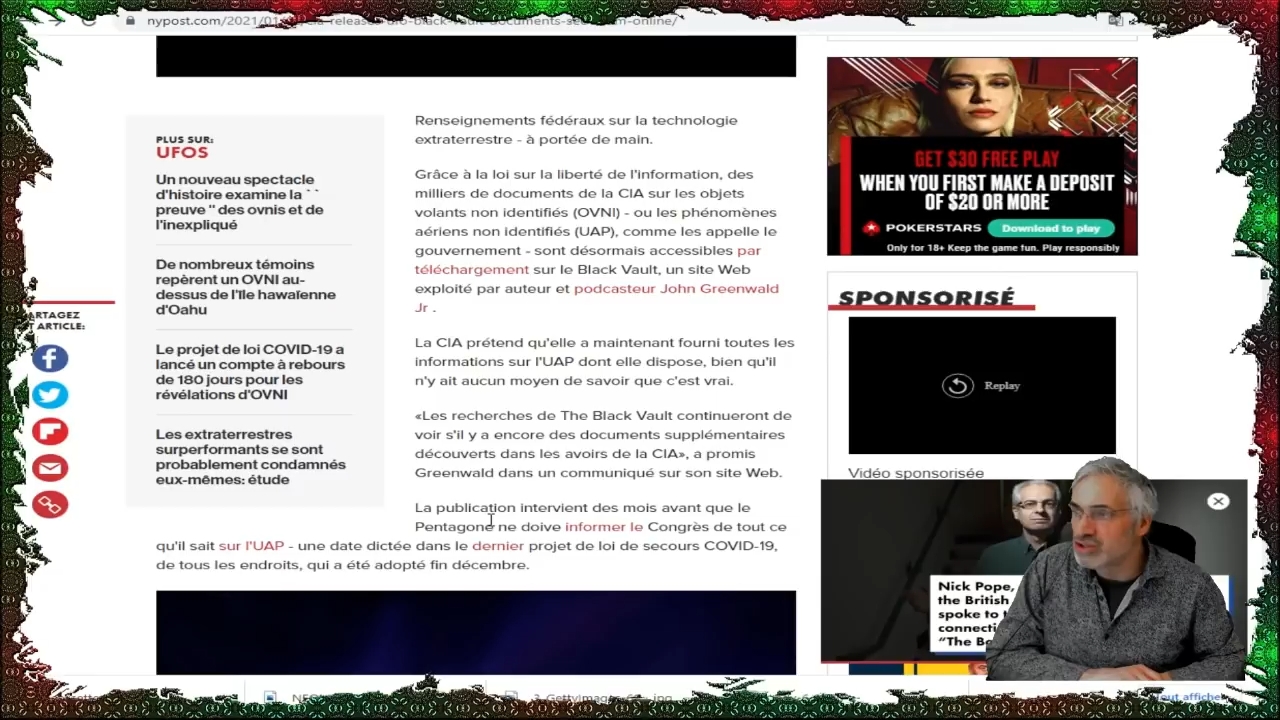 nypost.com/2021/01
PLUS SUR:
UFOS
Un nouveau spectacle
d'histoire examine la ` `
preuve '' des ovnis et de
l'inexpliqué
De nombreux témoins
repèrent un OVNI au-
dessus de l'île hawaïenne
d'Oahu
Le projet de loi COVID-19 a
lancé un compte à rebours
de 180 jours pour les
révélations d'OVNI
Les extraterrestres
surperformants se sont
probablement condamnés
eux-mêmes: étude
ARTAGEZ
T ARTICLE:
Renseignements fédéraux sur la technologie
extraterrestre - à portée de main.
Grâce à la loi sur la liberté de l'information, des
milliers de documents de la CIA sur les objets
volants non identifiés (OVNI) - ou les phénomènes
aériens non identifiés (UAP), comme les appelle le
gouvernement - sont désormais accessibles par
téléchargement sur le Black Vault, un site Web
exploité par auteur et podcasteur John Greenwald
Jr .
La CIA prétend qu'elle a maintenant fourni toutes les
informations sur l'UAP dont elle dispose, bien qu'il
n'y ait aucun moyen de savoir que c'est vrai.
«Les recherches de The Black Vault continueront de
voir s'il y a encore des documents supplémentaires
découverts dans les avoirs de la CIA», a promis
Greenwald dans un communiqué sur son site Web.
La publication intervient des mois avant que le
Pentagone ne doive informer le Congrès de tout ce
qu'il sait sur l'UAP - une date dictée dans le dernier projet de loi de secours COVID-19,
de tous les endroits, qui a été adopté fin décembre.
GET $30 FREE PLAY
WHEN YOU FIRST MAKE A DEPOSIT
OF $20 OR MORE
POKERSTARS Download to play
Only for 18+ Keep the game fun. Play responsibly
SPONSORISÉ
Replay
Vidéo sponsorisée
Nick Pope,
the British
spoke to
connecti
"The B